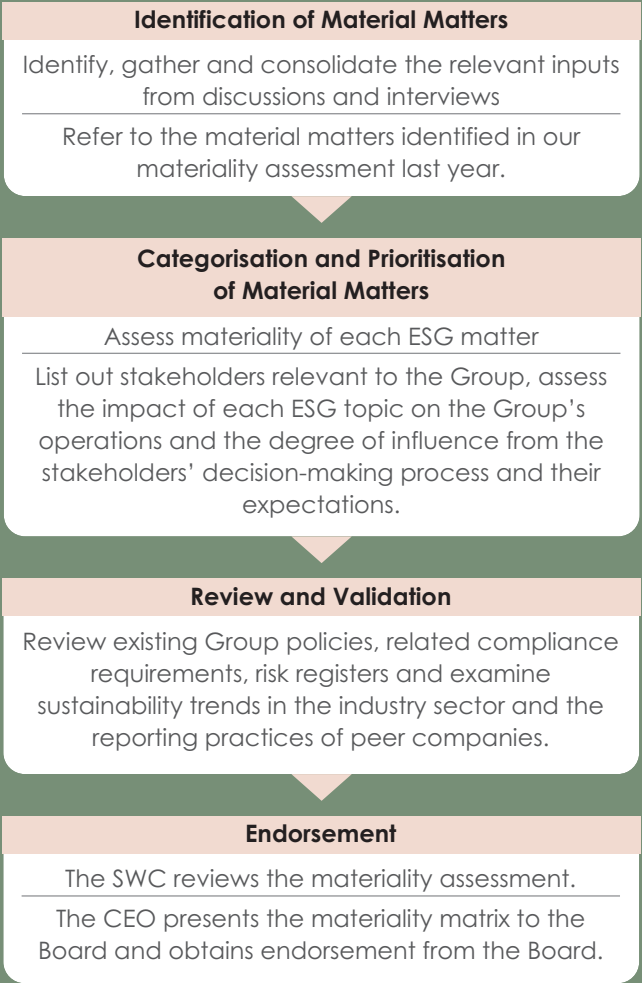 Identification of Material Matters
Identify, gather and consolidate the relevant inputs
from discussions and interviews
Refer to the material matters identified in our
materiality assessment last year.
Categorisation and Prioritisation
of Material Matters
Assess materiality of each ESG matter
List out stakeholders relevant to the Group, assess
the impact of each ESG topic on the Group’s
operations and the degree of influence from the
stakeholders’ decision-making process and their
expectations.
Review and Validation
Review existing Group policies, related compliance
requirements, risk registers and examine
sustainability trends in the industry sector and the
reporting practices of peer companies.
Endorsement
The SWC reviews the materiality assessment.
The CEO presents the materiality matrix to the
Board and obtains endorsement from the Board.